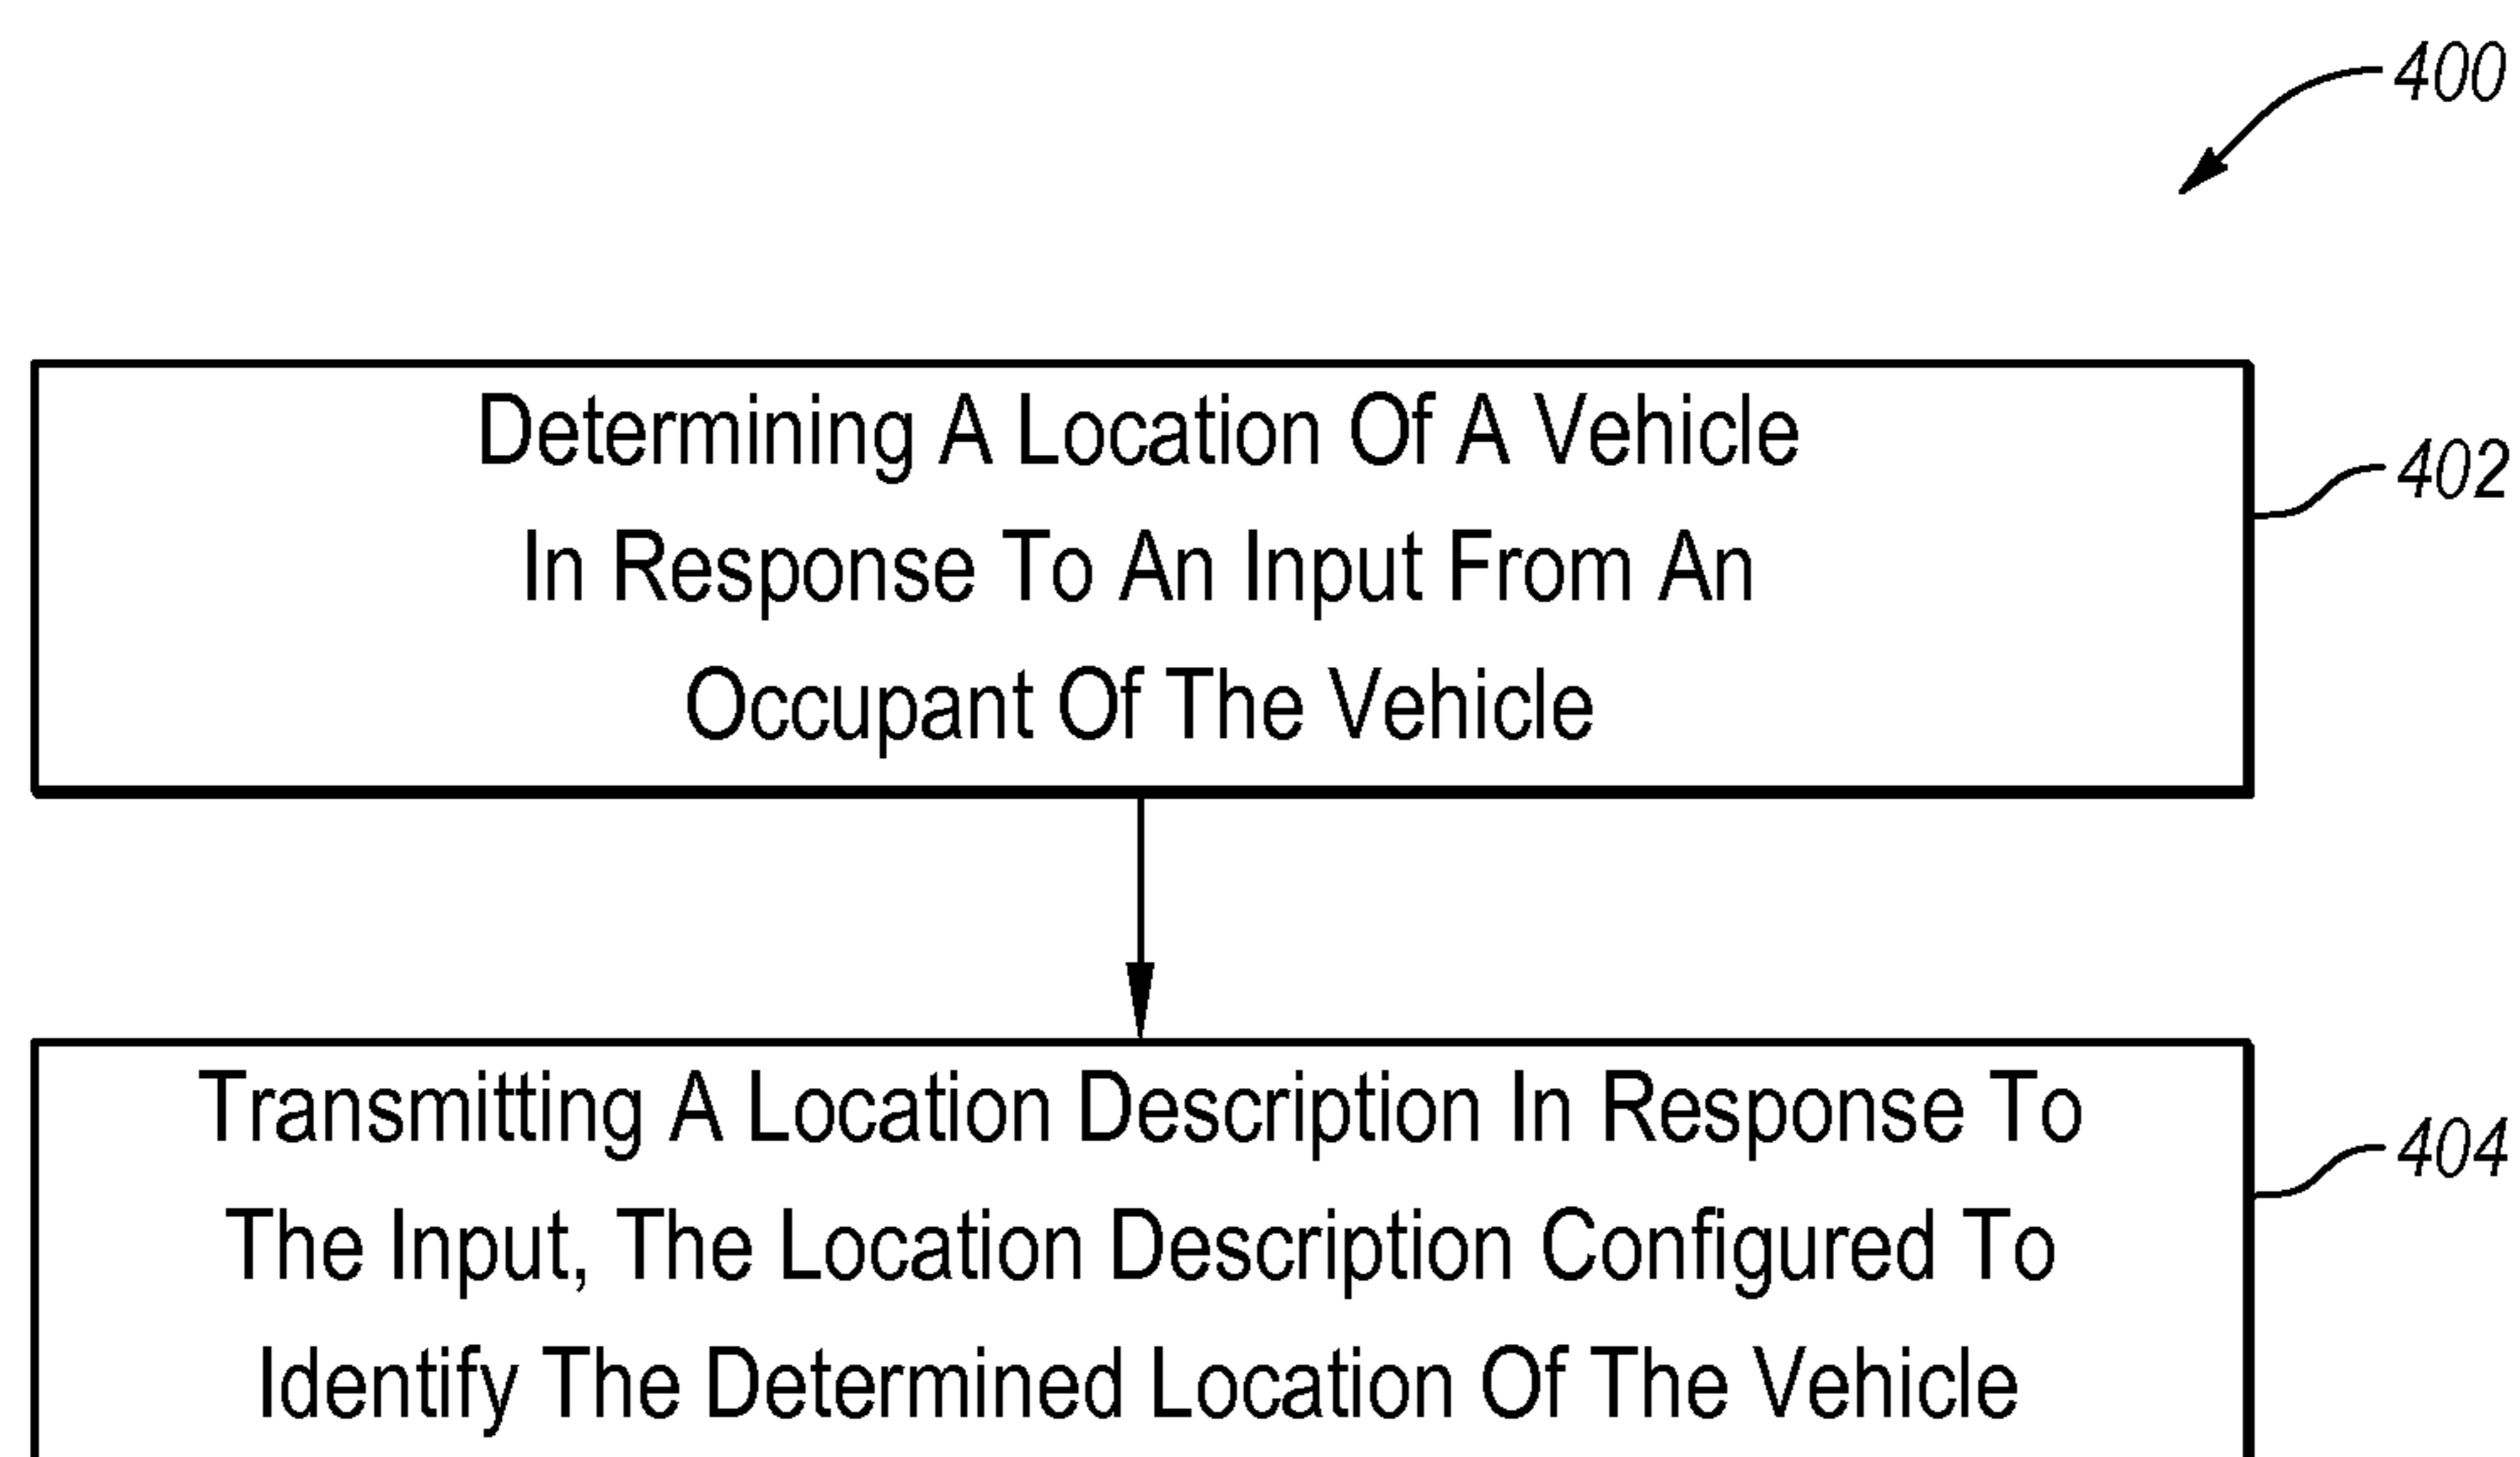 400
Determining A Location Of A Vehicle
In Response To An Input From An
Occupant Of The Vehicle
402
Transmitting A Location Description In Response To
The Input, The Location Description Configured To
Identify The Determined Location Of The Vehicle
404